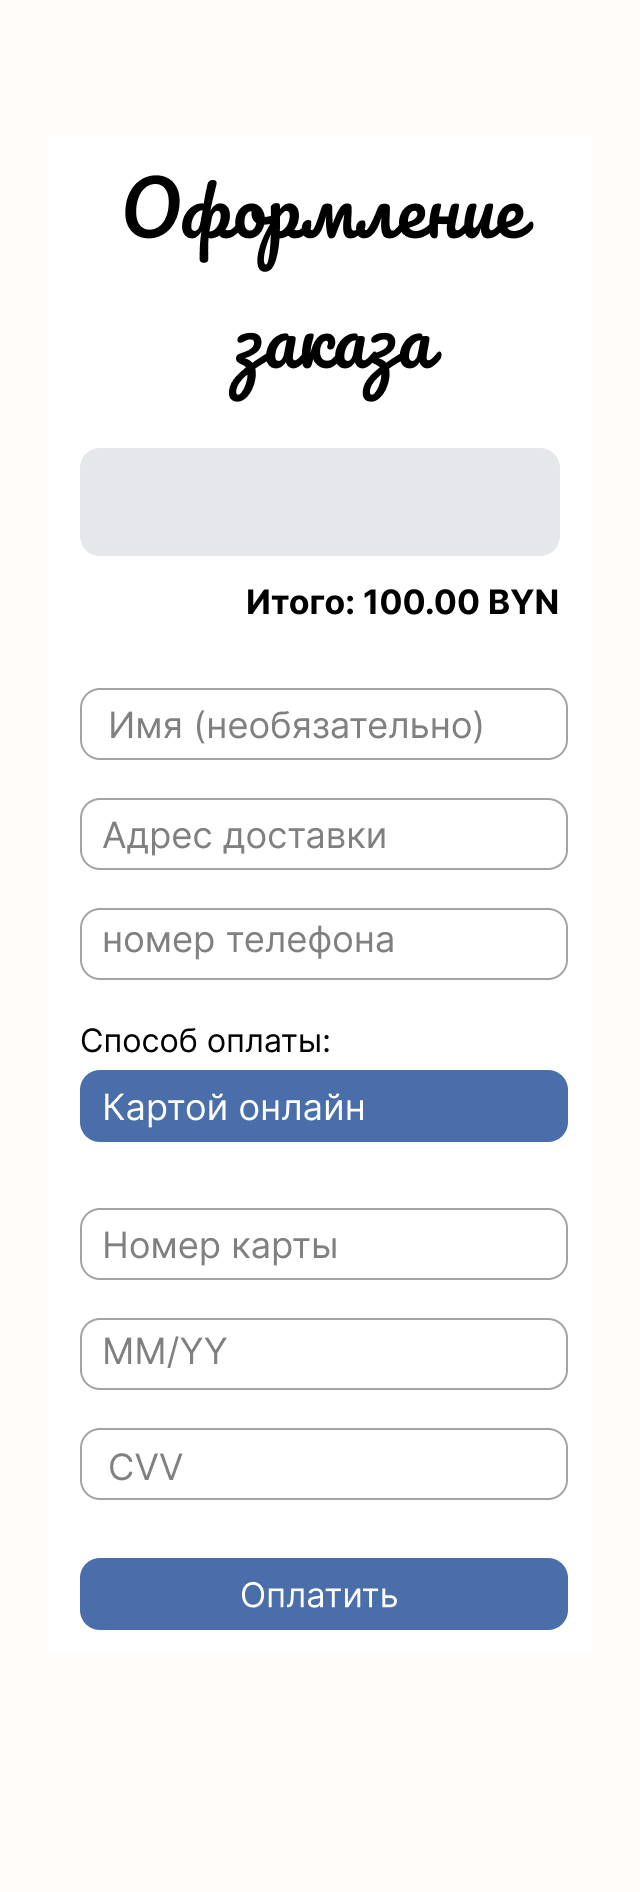 Оформление
заказа
Итого: 100.00 BYN
Имя (необязательно)
Адрес доставки
номер телефона
Способ оплаты:
Картой онлайн
Номер карты
MM/YY
CVV
Оплатить